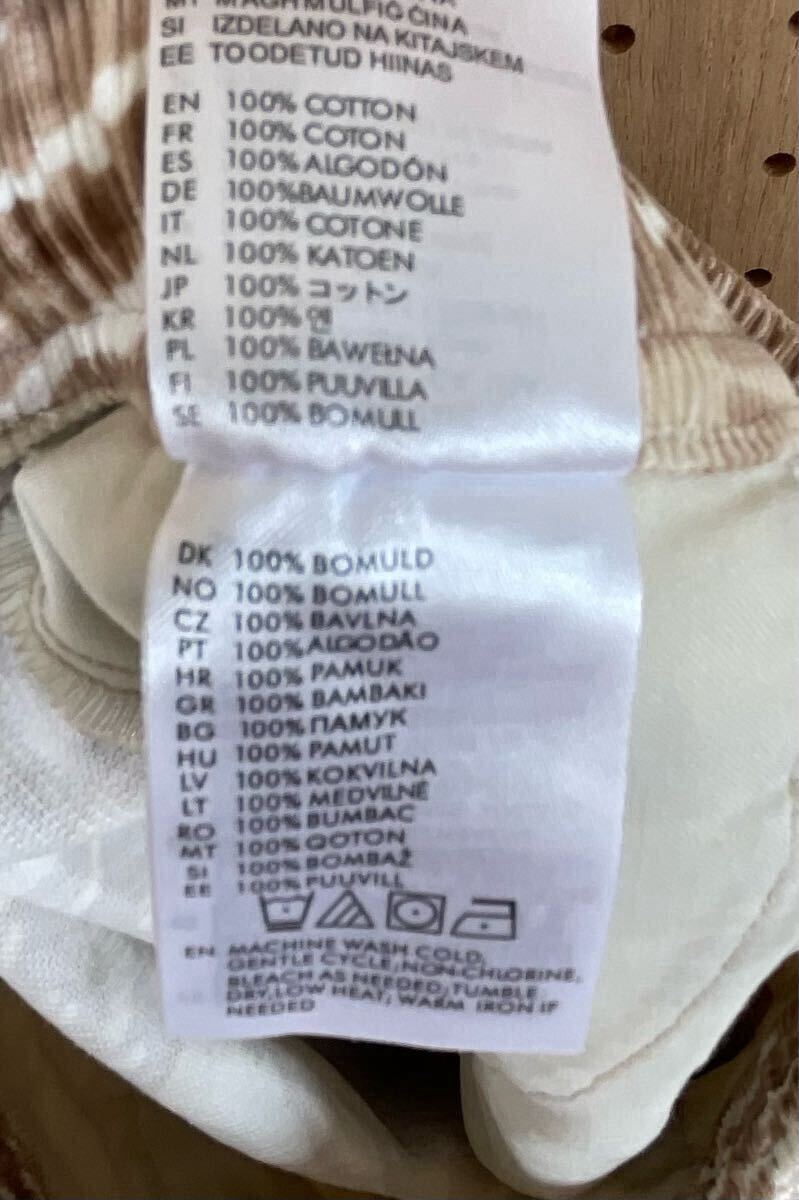 MT MAGHMUL FIĊ ĊINA
SI IZDELANO NA KITAJSKEM
EE TOODETUD HIINAS
EN 100% COTTON
FR 100% COTON
ES 100% ALGODÓN
DE 100%BAUMWOLLE
IT 100% COTONE
NL 100% KATOEN
JP 100% コットン
KR 100% 면
PL 100% BAWEŁNA
FI 100% PUUVILLA
SE 100% BOMULL
DK 100% BOMULD
NO 100% BOMULL
CZ 100% BAVLNA
PT 100%ALGODÃO
HR 100% PAMUK
GR 100% BAMBAKI
BG 100% ПАМУК
HU 100% PAMUT
LV 100% KOKVILNA
LT 100% MEDVILNĖ
RO 100% BUMBAC
MT 100% QOTON
SI 100%BOMBAŽ
EE 100% PUUVILL
EN MACHINE WASH COLD,
GENTLE CYCLE; NON-CHLORINE,
BLEACH AS NEEDED; TUMBLE
DRY, LOW HEAT; WARM IRON IF
NEEDED